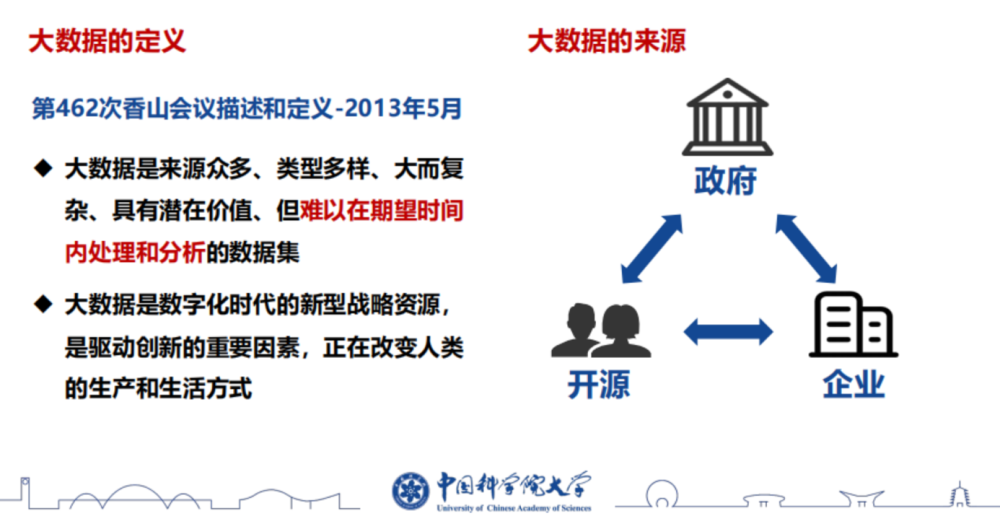 大数据的定义
第462次香山会议描述和定义-2013年5月
◆ 大数据是来源众多、类型多样、大而复
杂、具有潜在价值、但难以在期望时间
内处理和分析的数据集
◆ 大数据是数字化时代的新型战略资源，
是驱动创新的重要因素，正在改变人类
的生产和生活方式
大数据的来源
政府
开源
企业
中国科学院大学
University of Chinese Academy of Sciences